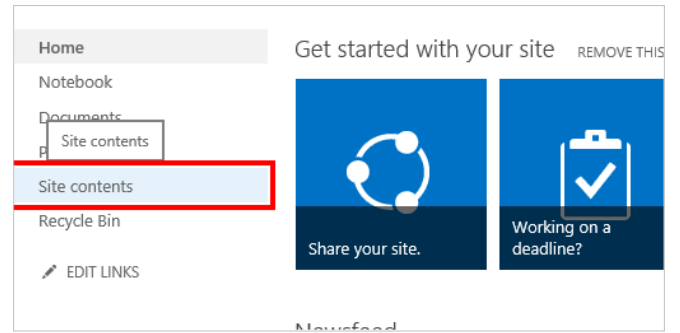 Home
Notebook
Documents
Site contents
Site contents
Recycle Bin
EDIT LINKS
Get started with your site REMOVE THIS
Share your site.
Working on a
deadline?
Newsfeed